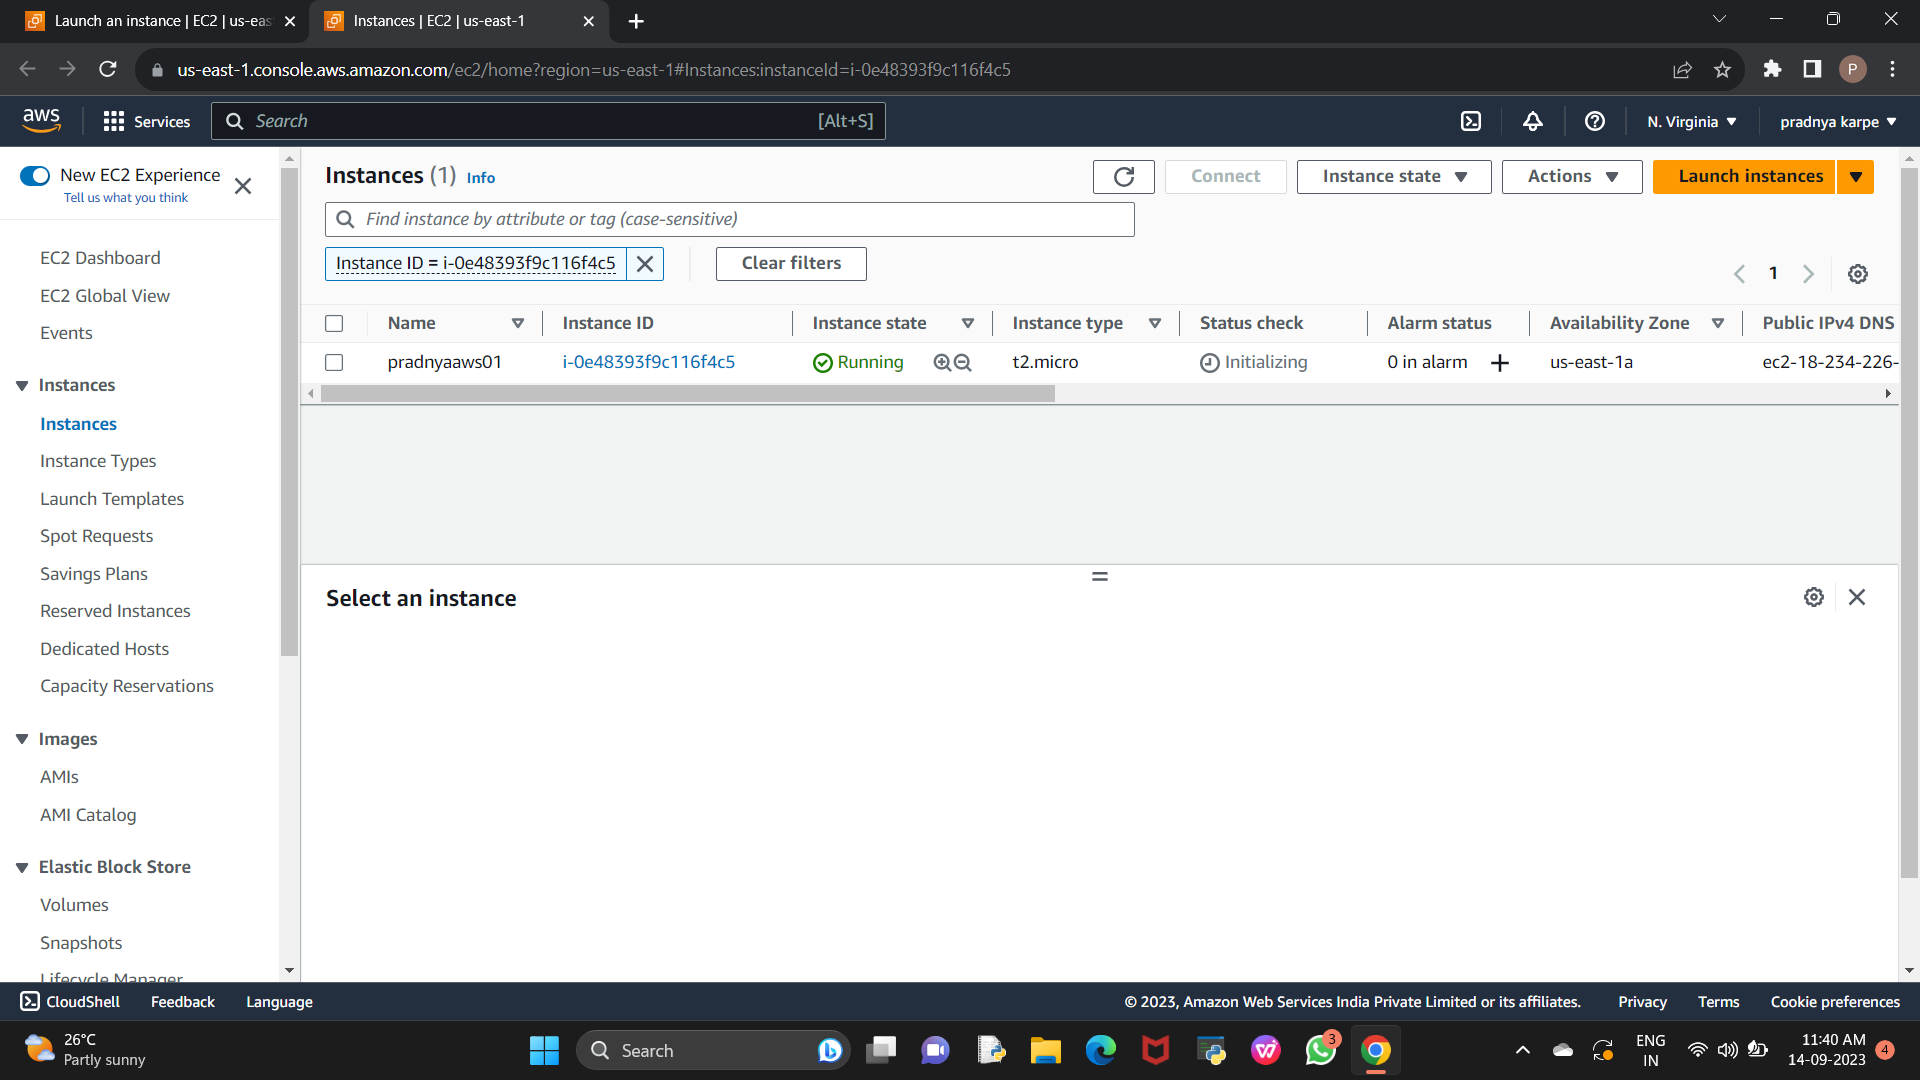 Launch an instance | EC2 | us-eas
Instances | EC2 | us-east-1
us-east-1.console.aws.amazon.com/ec2/home?region=us-east-1#Instances:instanceId=i-0e48393f9c116f4c5
P
aws
Services
Search
[Alt+S]
N. Virginia
pradnya karpe
New EC2 Experience
Tell us what you think
EC2 Dashboard
EC2 Global View
Events
Instances
Instances
Instance Types
Launch Templates
Spot Requests
Savings Plans
Reserved Instances
Dedicated Hosts
Capacity Reservations
Images
AMIs
AMI Catalog
Elastic Block Store
Volumes
Snapshots
Lifecycle Manager
Instances (1) Info
Connect
Instance state
Actions
Launch instances
Find instance by attribute or tag (case-sensitive)
Instance ID = i-0e48393f9c116f4c5
Clear filters
1
Name Instance ID Instance state Instance type Status check Alarm status Availability Zone Public IPv4 DNS
pradnyaaws01 i-0e48393f9c116f4c5 Running t2.micro Initializing 0 in alarm us-east-1a ec2-18-234-226-
Select an instance
CloudShell Feedback Language
© 2023, Amazon Web Services India Private Limited or its affiliates. Privacy Terms Cookie preferences
26°C
Partly sunny
Search
3
ENG
IN
11:40 AM
14-09-2023
4